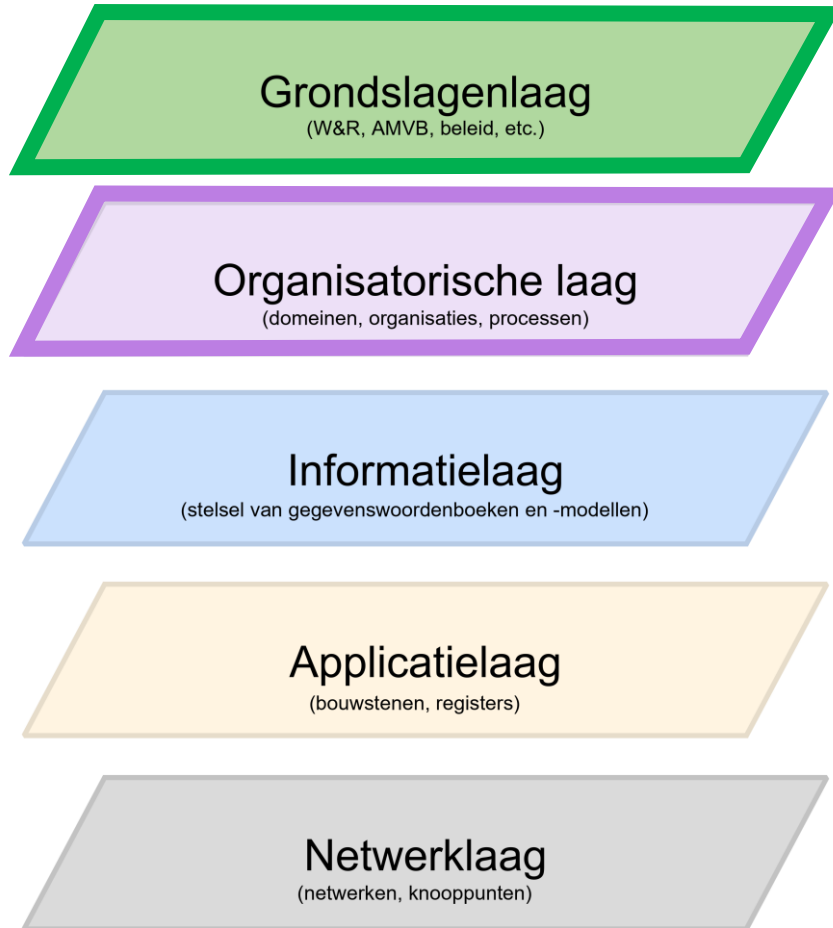 Grondslagenlaag
(W&R, AMVB, beleid, etc.)
Organisatorische laag
(domeinen, organisaties, processen)
Informatielaag
(stelsel van gegevenswoordenboeken en -modellen)
Applicatielaag
(bouwstenen, registers)
Netwerklaag
(netwerken, knooppunten)